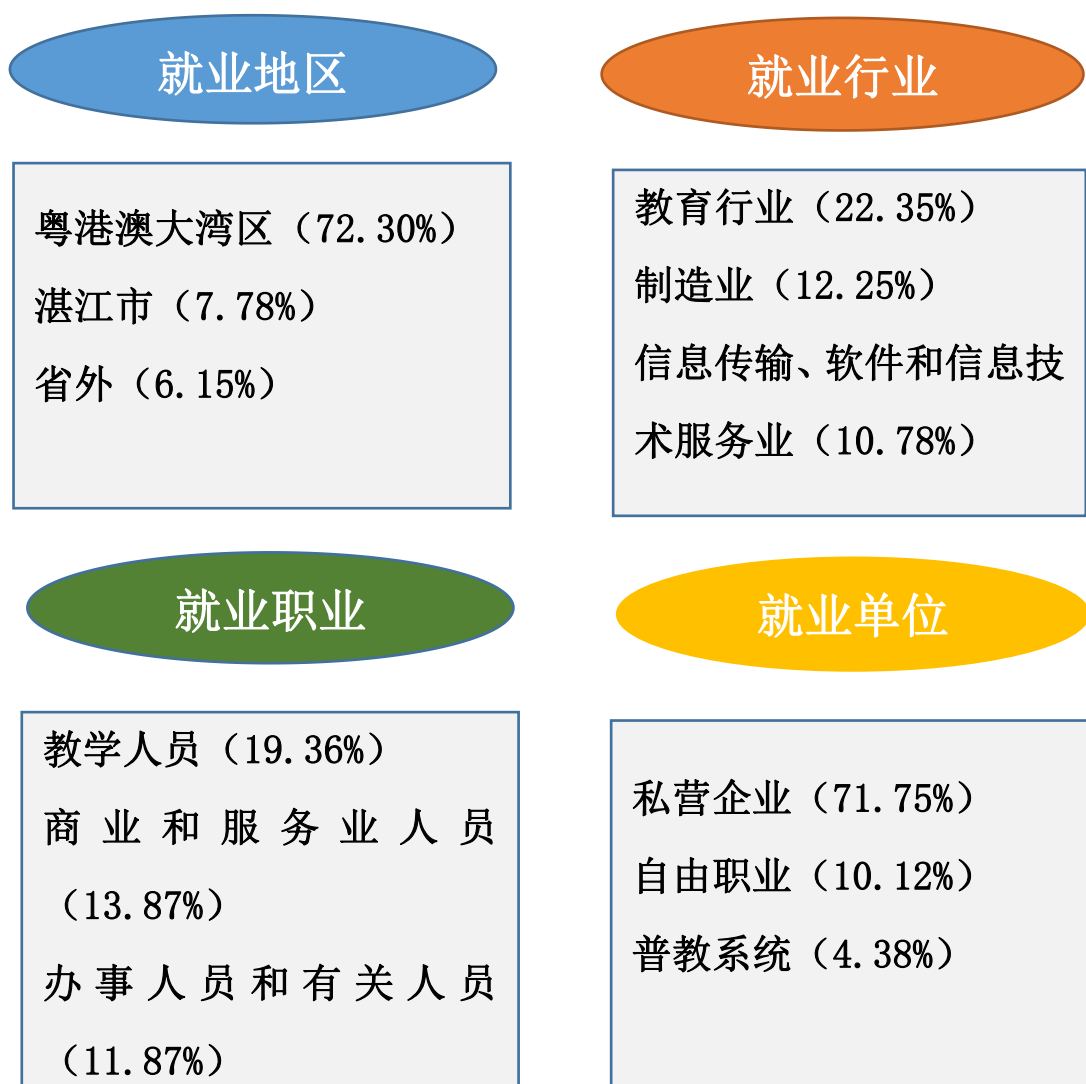 就业地区
粤港澳大湾区（72.30%）
湛江市（7.78%）
省外（6.15%）
就业行业
教育行业（22.35%）
制造业（12.25%）
信息传输、软件和信息技
术服务业（10.78%）
就业职业
教学人员（19.36%）
商业和服务业人员
（13.87%）
办事人员和有关人员
（11.87%）
就业单位
私营企业（71.75%）
自由职业（10.12%）
普教系统（4.38%）